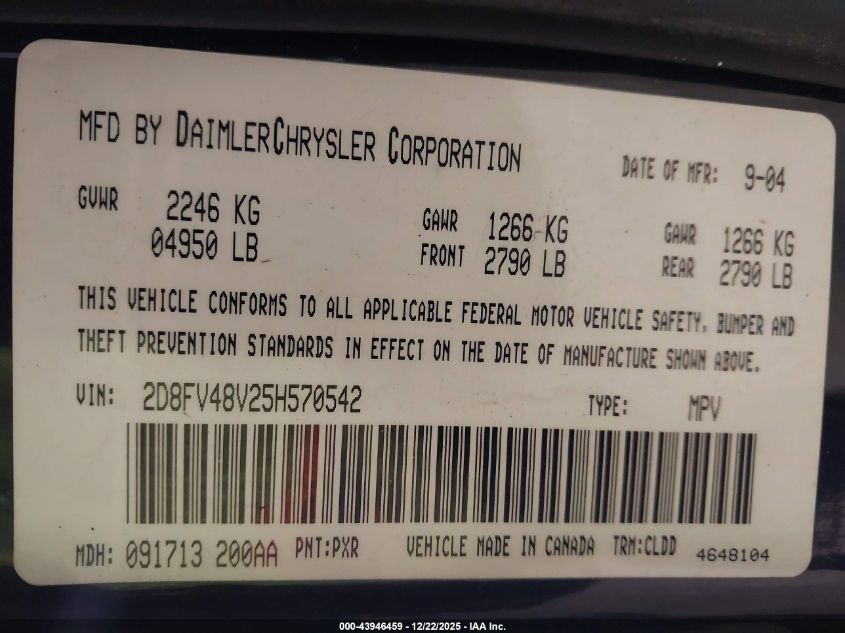 MFD BY DAIMLERCHRYSLER CORPORATION DATE OF MFR: 9-04
GVWR 2246 KG GAWR 1266 KG GAWR 1266 KG
04950 LB FRONT 2790 LB REAR 2790 LB
THIS VEHICLE CONFORMS TO ALL APPLICABLE FEDERAL MOTOR VEHICLE SAFETY, BUMPER AND
THEFT PREVENTION STANDARDS IN EFFECT ON THE DATE OF MANUFACTURE SHOWN ABOVE.
VIN: 2D8FV48V25H570542 TYPE: MPV
MDH: 091713 200AA PNT:PXR VEHICLE MADE IN CANADA TRM:CLDD 4648104
000-43946459 - 12/22/2025 - IAA Inc.